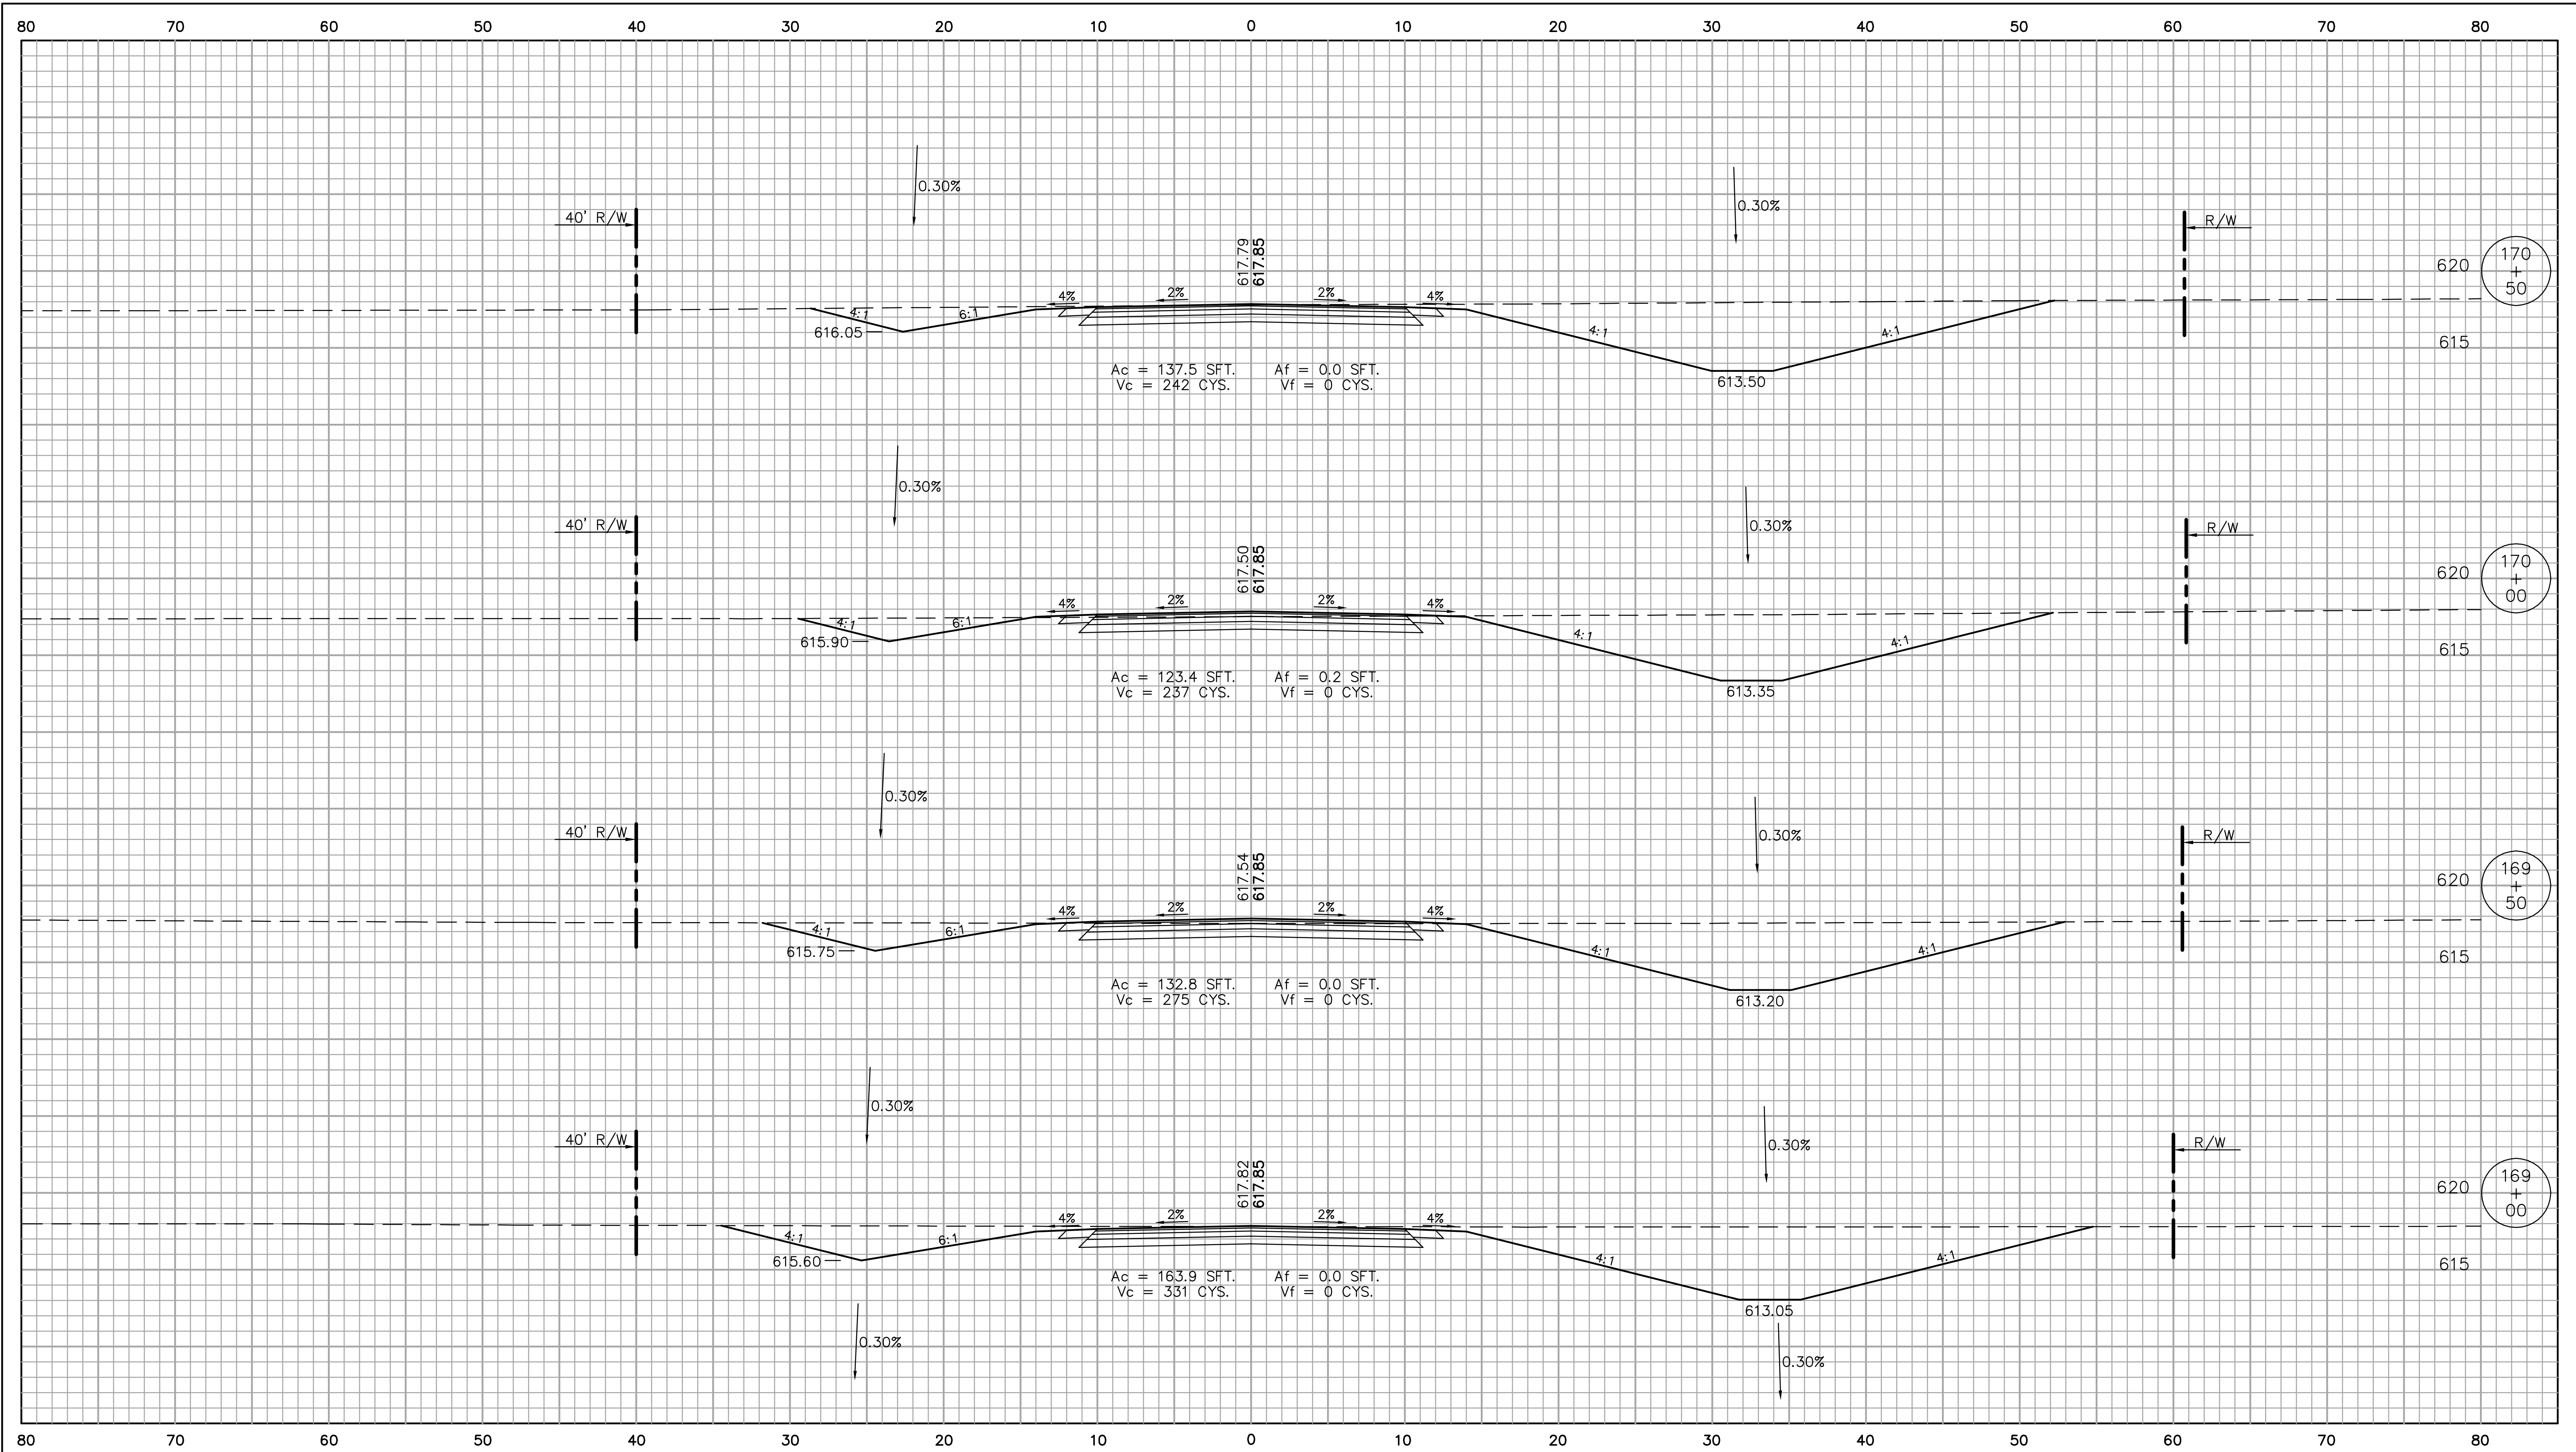 80 70 60 50 40 30 20 10 0 10 20 30 40 50 60 70 80
0.30%
0.30%
40' R/W
R/W
617.79
617.85
620
170
+
50
4% 2% 2% 4%
4:1
6:1
616.05
4:1
4:1
615
Ac = 137.5 SFT. Af = 0.0 SFT.
Vc = 242 CYS. Vf = 0 CYS.
613.50
0.30%
0.30%
40' R/W
R/W
617.50
617.85
620
170
+
00
4% 2% 2% 4%
4:1
6:1
615.90
4:1
4:1
615
Ac = 123.4 SFT. Af = 0.2 SFT.
Vc = 237 CYS. Vf = 0 CYS.
613.35
0.30%
0.30%
40' R/W
R/W
617.54
617.85
620
169
+
50
4% 2% 2% 4%
4:1
6:1
615.75
4:1
4:1
615
Ac = 132.8 SFT. Af = 0.0 SFT.
Vc = 275 CYS. Vf = 0 CYS.
613.20
0.30%
0.30%
40' R/W
R/W
617.82
617.85
620
169
+
00
4% 2% 2% 4%
4:1
6:1
615.60
4:1
4:1
615
Ac = 163.9 SFT. Af = 0.0 SFT.
Vc = 331 CYS. Vf = 0 CYS.
613.05
0.30%
0.30%
80 70 60 50 40 30 20 10 0 10 20 30 40 50 60 70 80